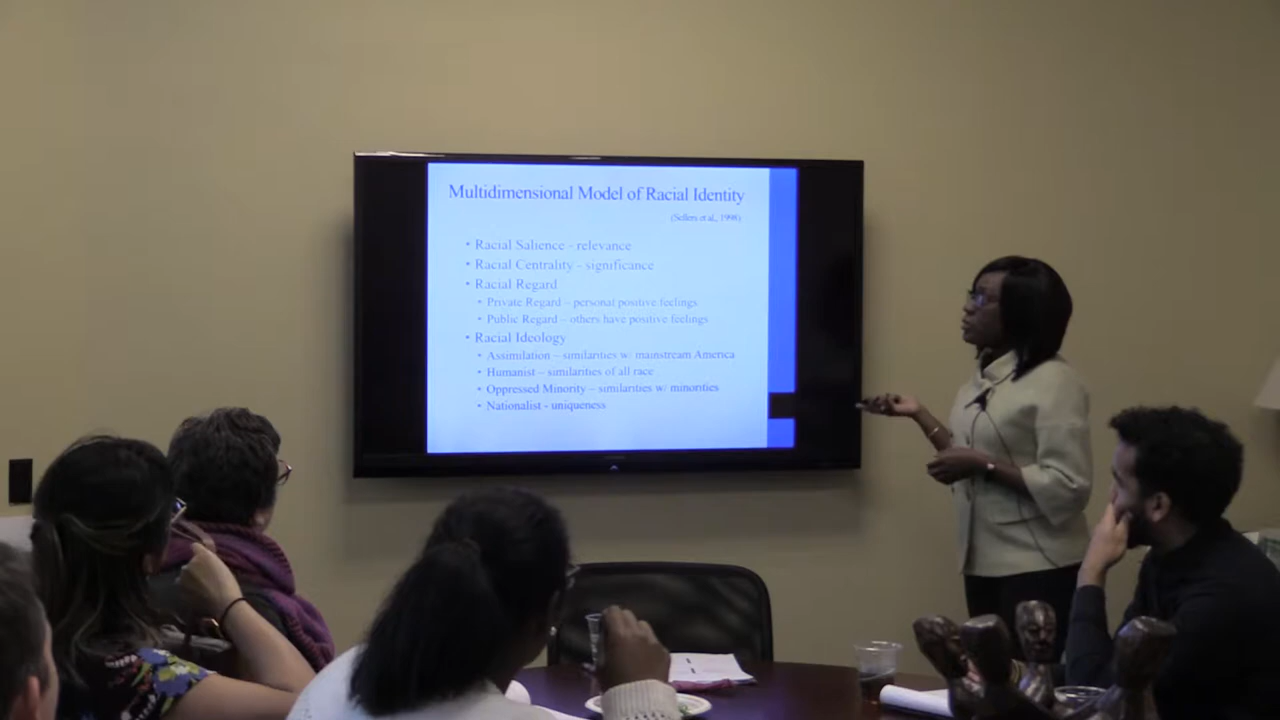 Multidimensional Model of Racial Identity
(Sellers et al., 1998)
• Racial Salience - relevance
• Racial Centrality - significance
• Racial Regard
• Private Regard – personal positive feelings
• Public Regard – others have positive feelings
• Racial Ideology
• Assimilation – similarities w/ mainstream America
• Humanist – similarities of all race
• Oppressed Minority – similarities w/ minorities
• Nationalist - uniqueness